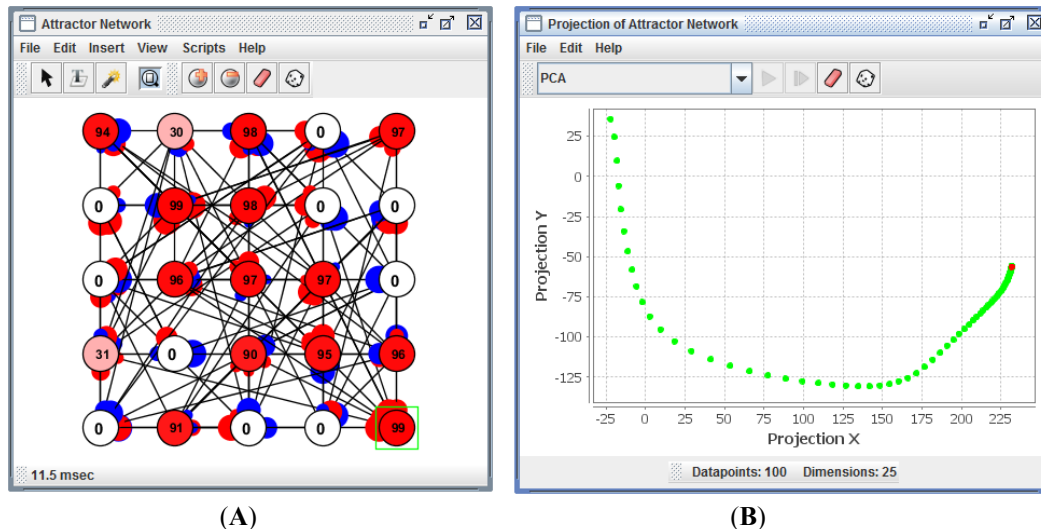 Attractor Network
File Edit Insert View Scripts Help
94 30 98 0 97
0 99 98 0 0
0 96 97 97 0
31 0 90 95 96
0 91 0 0 99
11.5 msec
(A)
Projection of Attractor Network
File Edit Help
PCA
25
0
-25
-50
-75
-100
-125
Projection Y
-25 0 25 50 75 100 125 150 175 200 225
Projection X
Datapoints: 100 Dimensions: 25
(B)